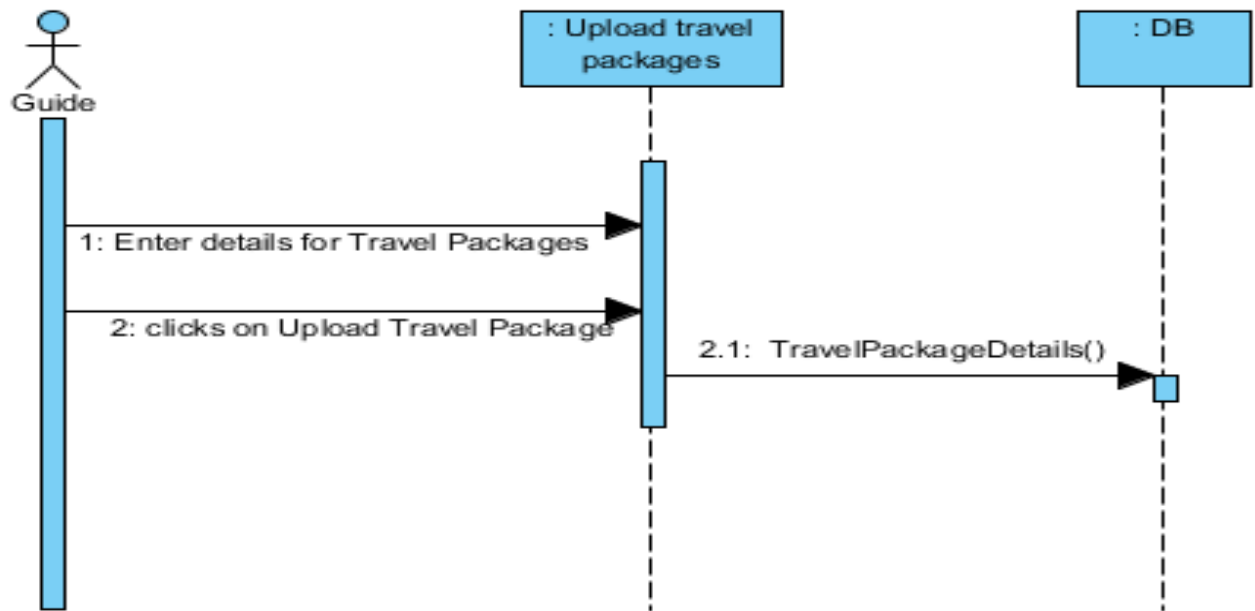 : Upload travel
packages
: DB
Guide
1: Enter details for Travel Packages
2: clicks on Upload Travel Package
2.1: TravelPackageDetails()